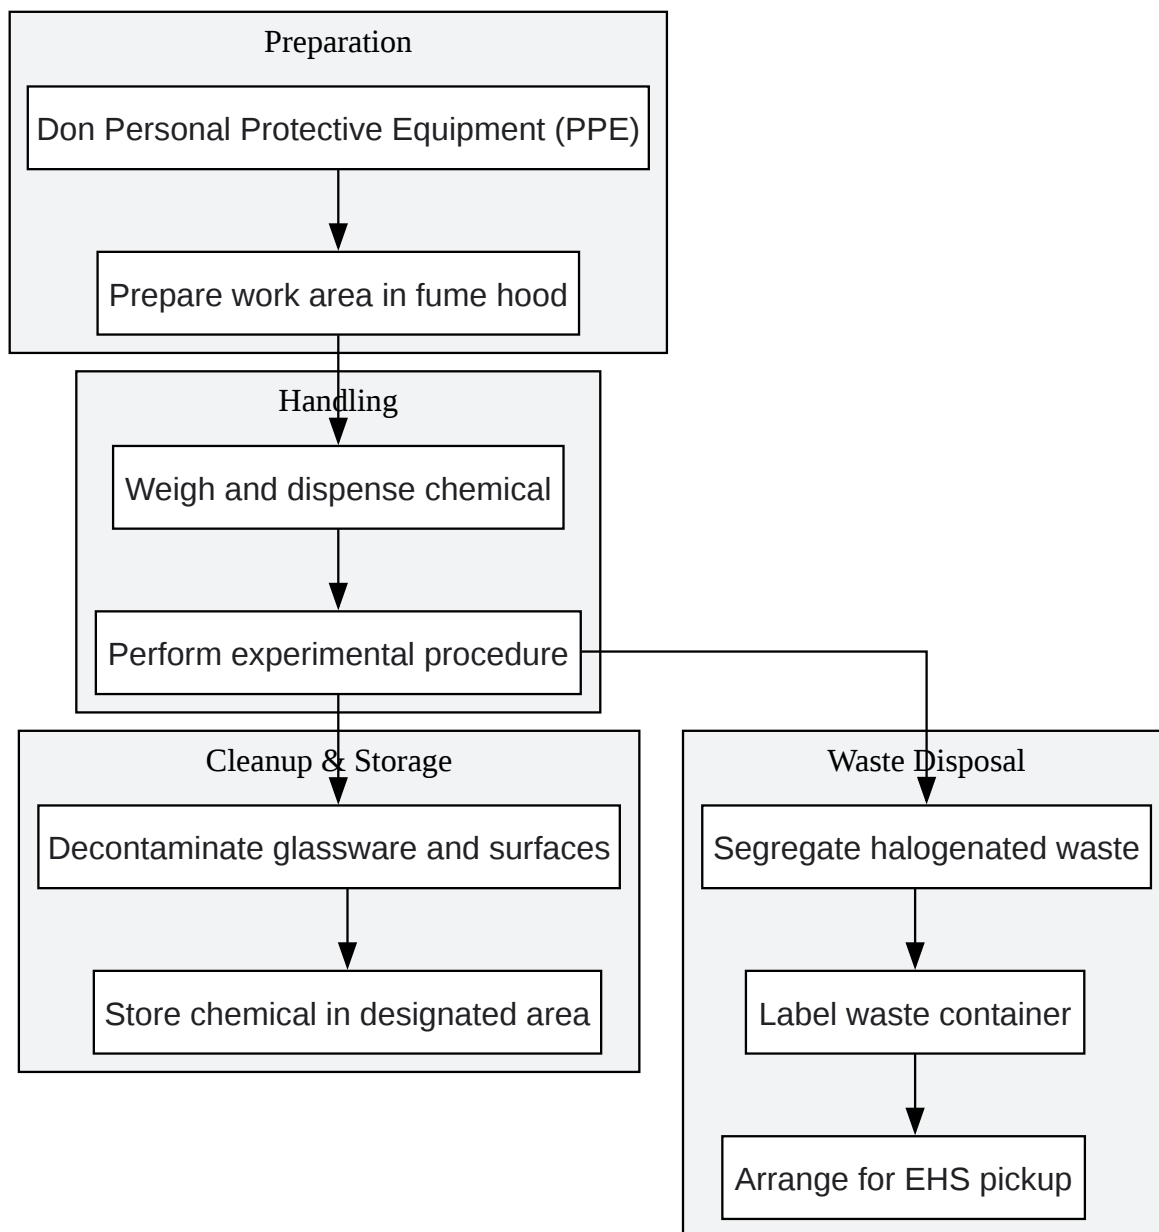 Preparation
Don Personal Protective Equipment (PPE)
Prepare work area in fume hood
Handling
Weigh and dispense chemical
Perform experimental procedure
Cleanup & Storage
Decontaminate glassware and surfaces
Store chemical in designated area
Waste Disposal
Segregate halogenated waste
Label waste container
Arrange for EHS pickup